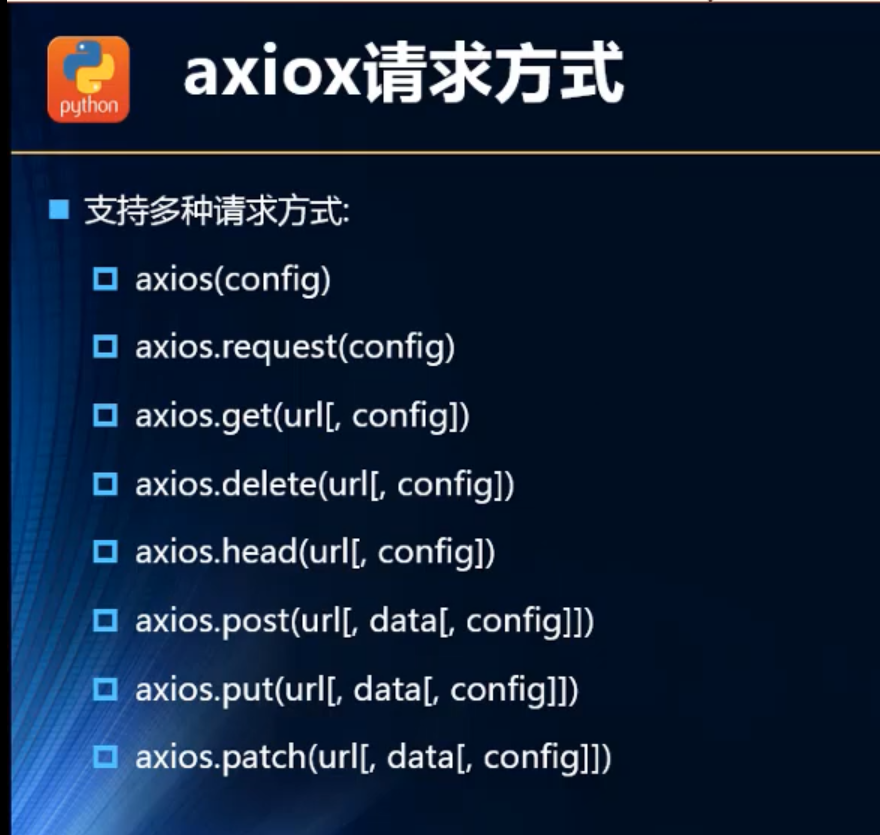 python
axiox请求方式
支持多种请求方式:
axios(config)
axios.request(config)
axios.get(url[, config])
axios.delete(url[, config])
axios.head(url[, config])
axios.post(url[, data[, config]])
axios.put(url[, data[, config]])
axios.patch(url[, data[, config]])